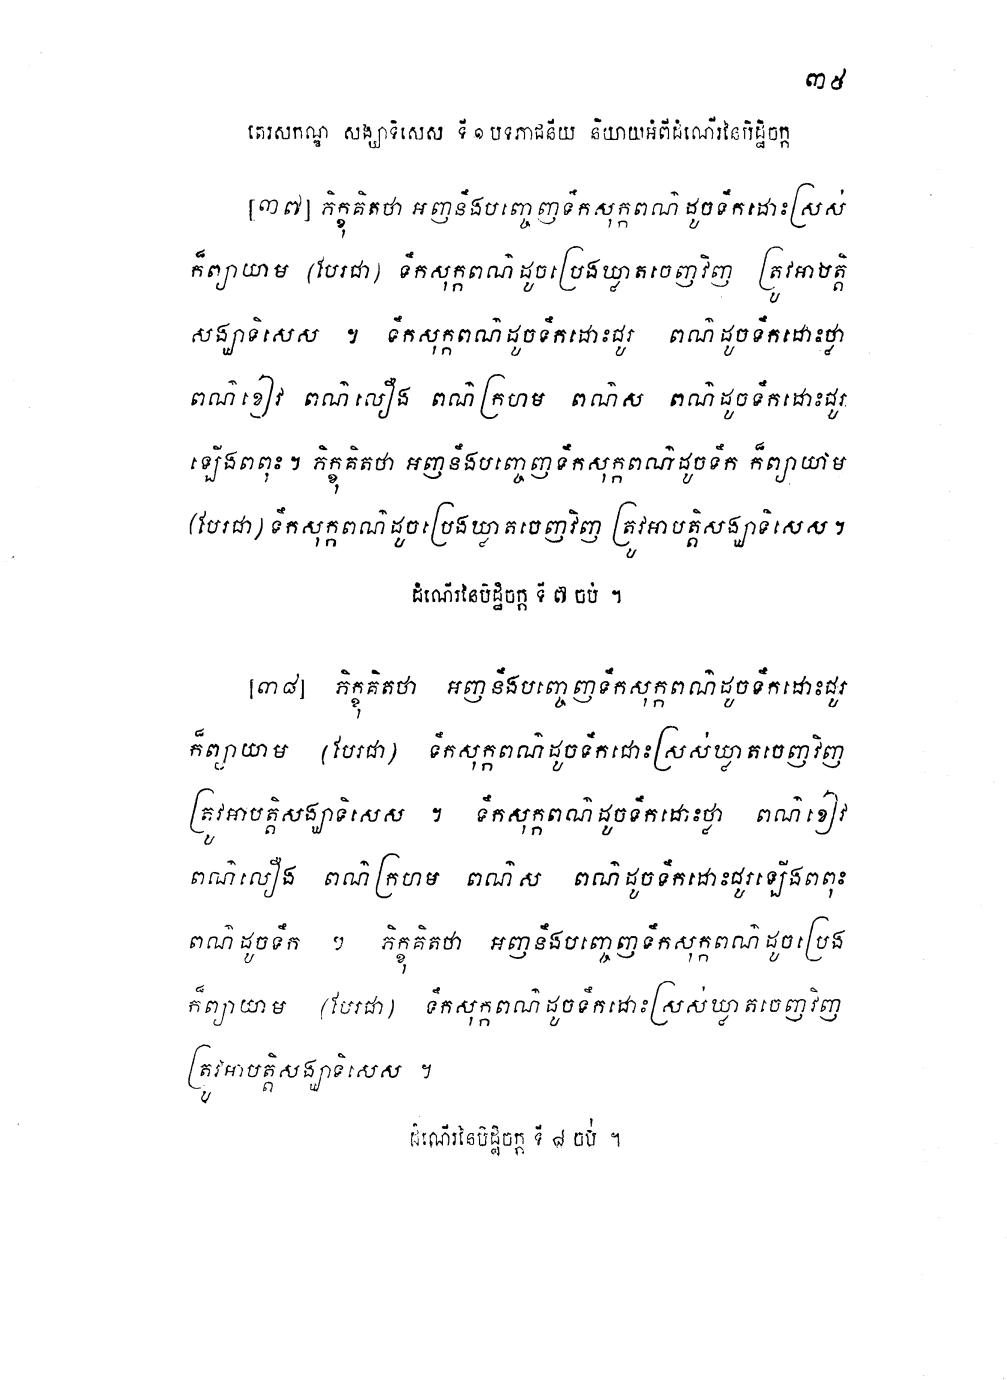 ៣៥
តេរសកណ្ឌ សង្ឃាទិសេស ទី ១ បទភាជនីយ និយាយអំពីដំណើរនៃបិដ្ឋិចក្ក
[៣៧] ភិក្ខុគិតថា អញនឹងបញ្ចេញទឹកសុក្កពណ៌ដូចទឹកដោះស្រស់
ក៏ព្យាយាម (បែរជា) ទឹកសុក្កពណ៌ដូចប្រេងឃ្លាតចេញវិញ ត្រូវអាបត្តិ
សង្ឃាទិសេស ។ ទឹកសុក្កពណ៌ដូចទឹកដោះជូរ ពណ៌ដូចទឹកដោះថ្លា
ពណ៌ខៀវ ពណ៌លឿង ពណ៌ក្រហម ពណ៌ស ពណ៌ដូចទឹកដោះជូរ
ឡើងពពុះ ។ ភិក្ខុគិតថា អញនឹងបញ្ចេញទឹកសុក្កពណ៌ដូចទឹក ក៏ព្យាយាម
(បែរជា) ទឹកសុក្កពណ៌ដូចប្រេងឃ្លាតចេញវិញ ត្រូវអាបត្តិសង្ឃាទិសេស ។
ដំណើរនៃបិដ្ឋិចក្ក ទី ៧ ចប់ ។
[៣៨] ភិក្ខុគិតថា អញនឹងបញ្ចេញទឹកសុក្កពណ៌ដូចទឹកដោះជូរ
ក៏ព្យាយាម (បែរជា) ទឹកសុក្កពណ៌ដូចទឹកដោះស្រស់ឃ្លាតចេញវិញ
ត្រូវអាបត្តិសង្ឃាទិសេស ។ ទឹកសុក្កពណ៌ដូចទឹកដោះថ្លា ពណ៌ខៀវ
ពណ៌លឿង ពណ៌ក្រហម ពណ៌ស ពណ៌ដូចទឹកដោះជូរឡើងពពុះ
ពណ៌ដូចទឹក ។ ភិក្ខុគិតថា អញនឹងបញ្ចេញទឹកសុក្កពណ៌ដូចប្រេង
ក៏ព្យាយាម (បែរជា) ទឹកសុក្កពណ៌ដូចទឹកដោះស្រស់ឃ្លាតចេញវិញ
ត្រូវអាបត្តិសង្ឃាទិសេស ។
ដំណើរនៃបិដ្ឋិចក្ក ទី ៨ ចប់ ។